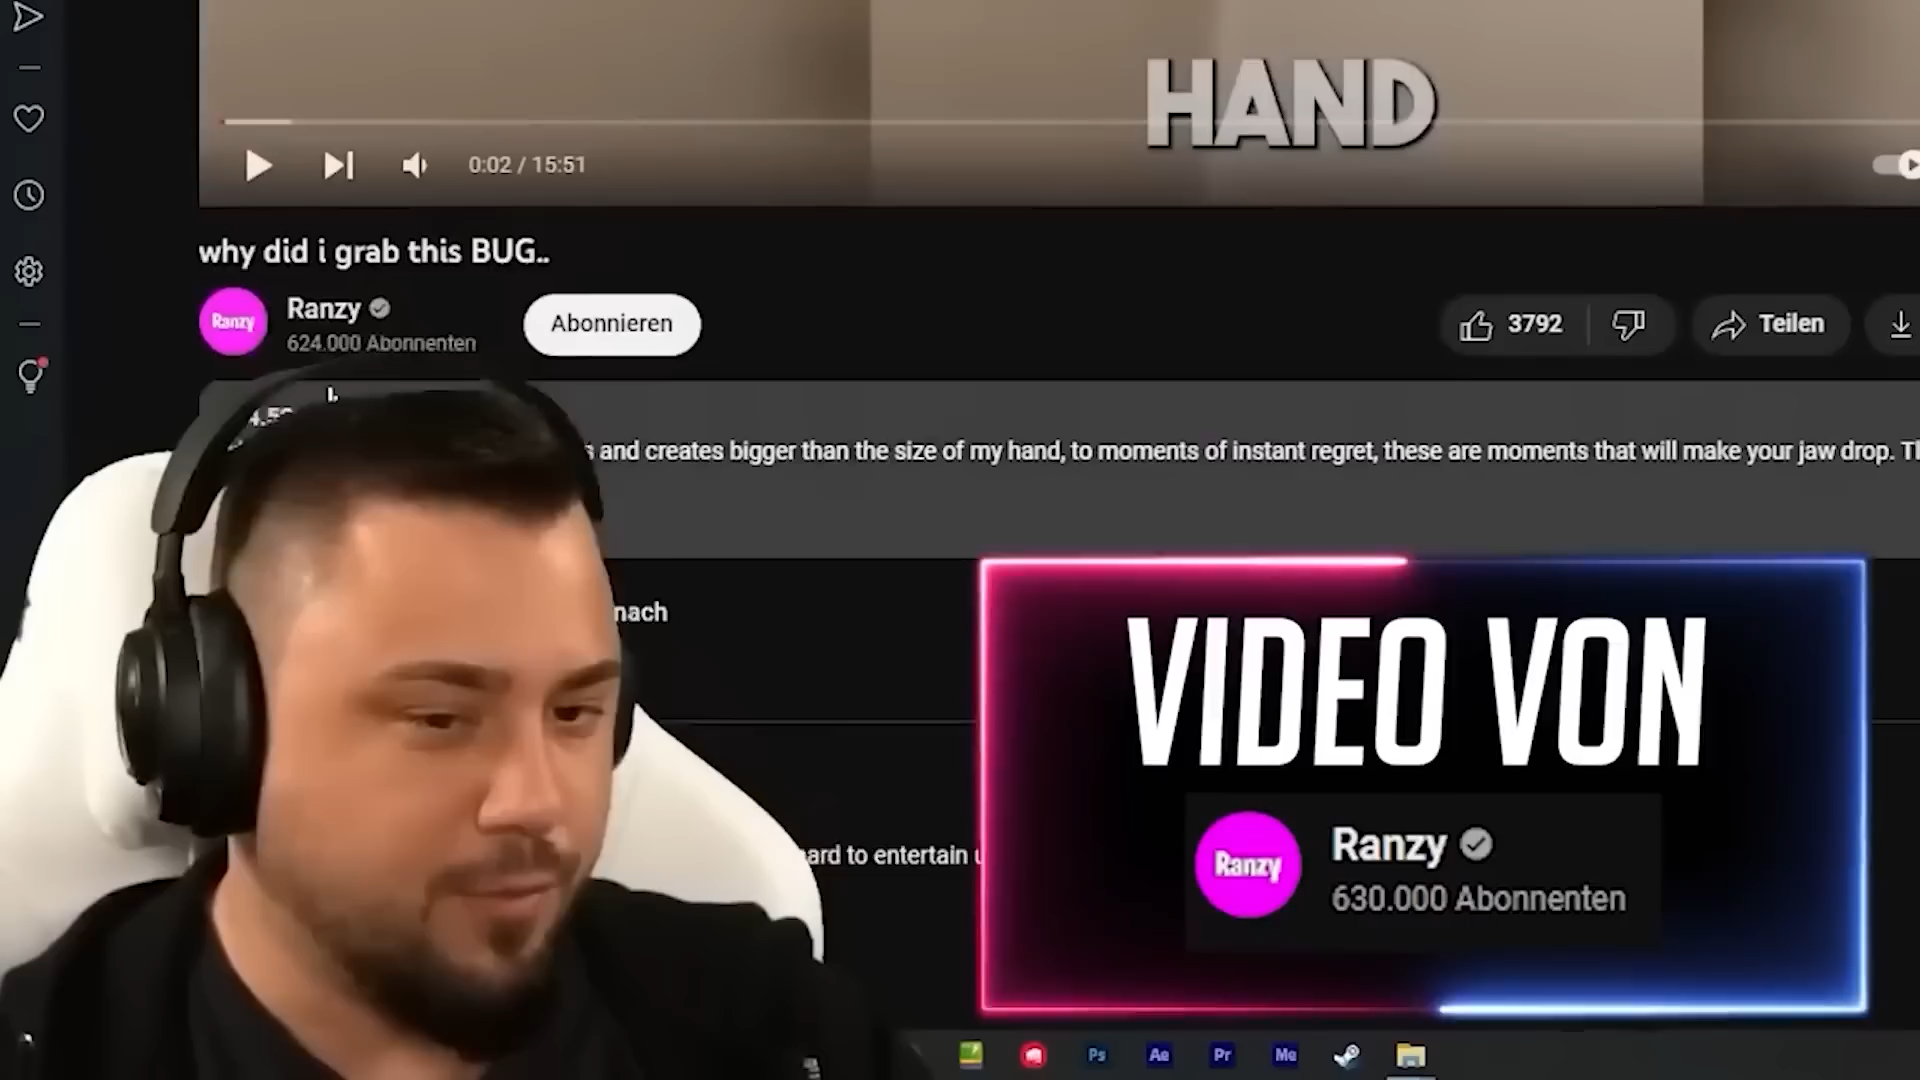 HAND
0:02 / 15:51
why did i grab this BUG..
Ranzy
Ranzy
624.000 Abonnenten
Abonnieren
3792
Teilen
and creates bigger than the size of my hand, to moments of instant regret, these are moments that will make your jaw drop.
nach
VIDEO VON
to entertain
Ranzy
Ranzy
630.000 Abonnenten
Ps
Ae
Pr
Me